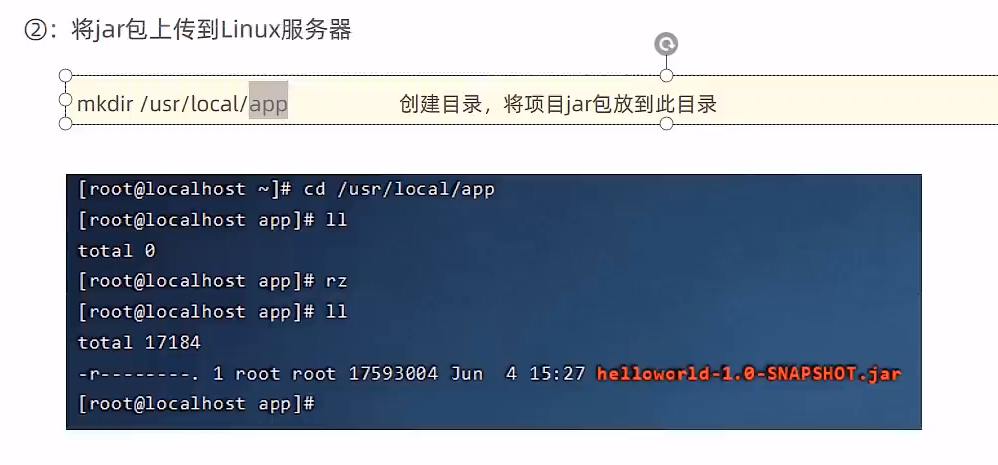 ②：将jar包上传到Linux服务器
mkdir /usr/local/app 创建目录，将项目jar包放到此目录
[root@localhost ~]# cd /usr/local/app
[root@localhost app]# ll
total 0
[root@localhost app]# rz
[root@localhost app]# ll
total 17184
-r--------. 1 root root 17593004 Jun  4 15:27 helloworld-1.0-SNAPSHOT.jar
[root@localhost app]#